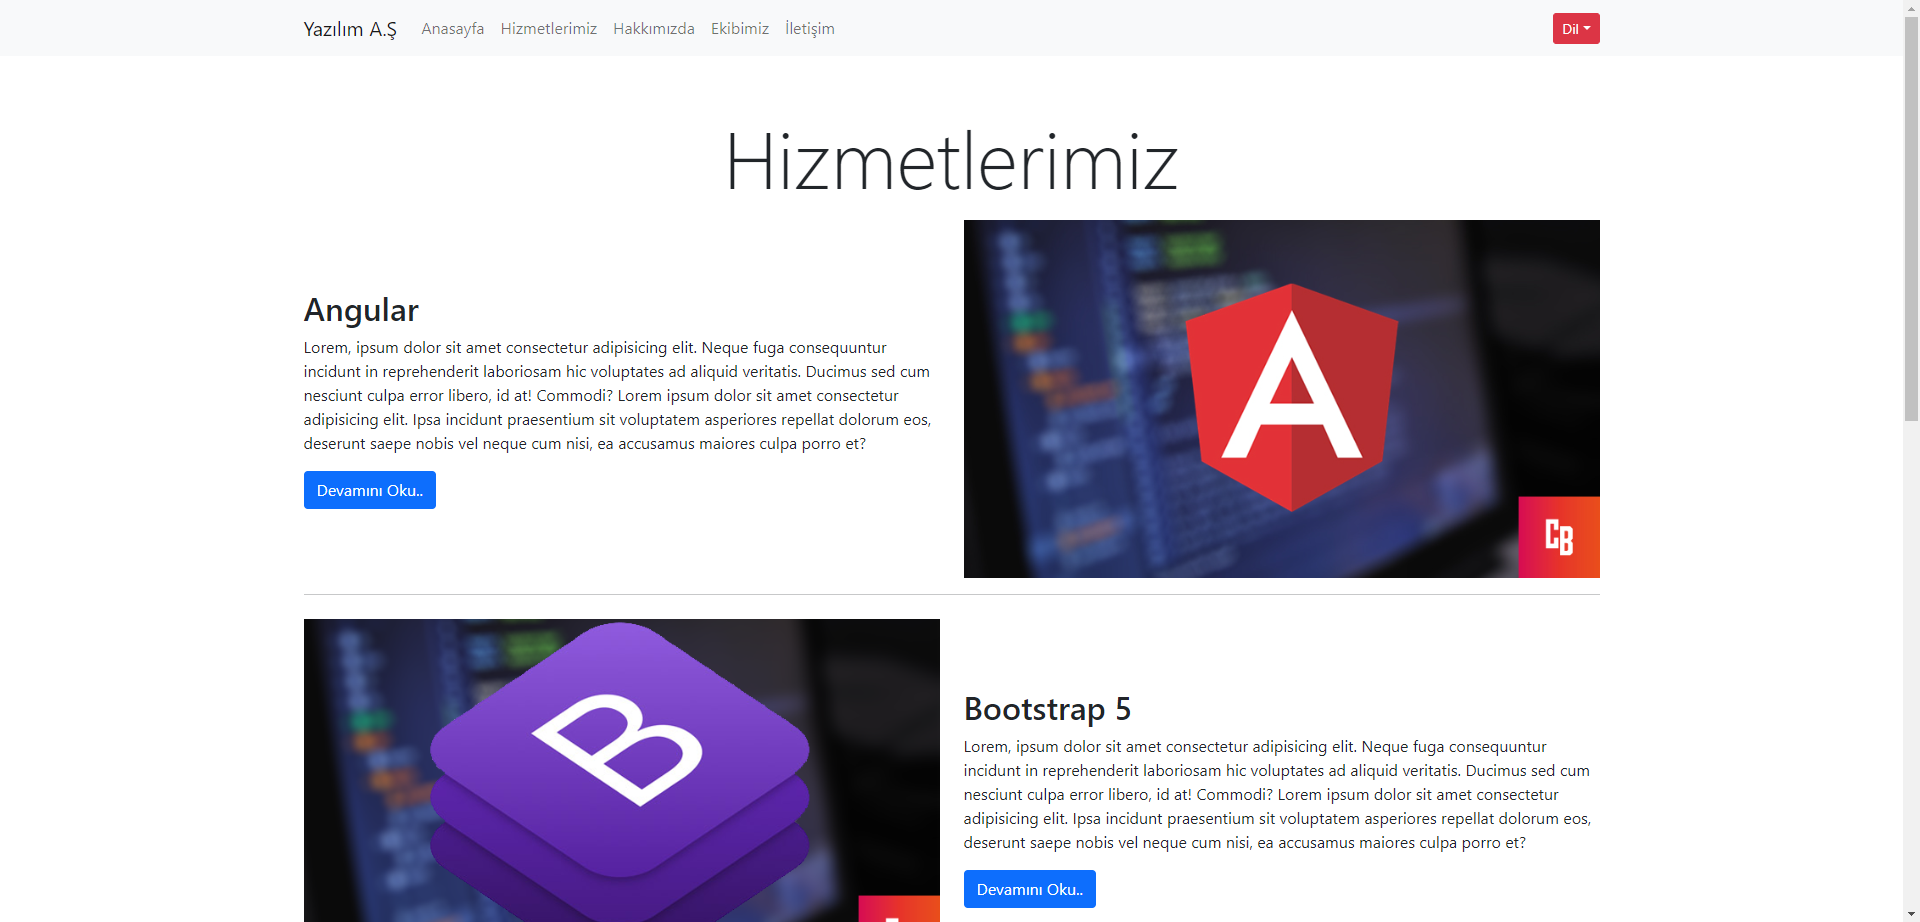 Yazılım A.Ş Anasayfa Hizmetlerimiz Hakkımızda Ekibimiz İletişim Dil
Hizmetlerimiz
Angular
Lorem, ipsum dolor sit amet consectetur adipisicing elit. Neque fuga consequuntur
incidunt in reprehenderit laboriosam hic voluptates ad aliquid veritatis. Ducimus sed cum
nesciunt culpa error libero, id at! Commodi? Lorem ipsum dolor sit amet consectetur
adipisicing elit. Ipsa incidunt praesentium sit voluptatem asperiores repellat dolorum eos,
deserunt saepe nobis vel neque cum nisi, ea accusamus maiores culpa porro et?
Devamını Oku..
A
CB
B
Bootstrap 5
Lorem, ipsum dolor sit amet consectetur adipisicing elit. Neque fuga consequuntur
incidunt in reprehenderit laboriosam hic voluptates ad aliquid veritatis. Ducimus sed cum
nesciunt culpa error libero, id at! Commodi? Lorem ipsum dolor sit amet consectetur
adipisicing elit. Ipsa incidunt praesentium sit voluptatem asperiores repellat dolorum eos,
deserunt saepe nobis vel neque cum nisi, ea accusamus maiores culpa porro et?
Devamını Oku..